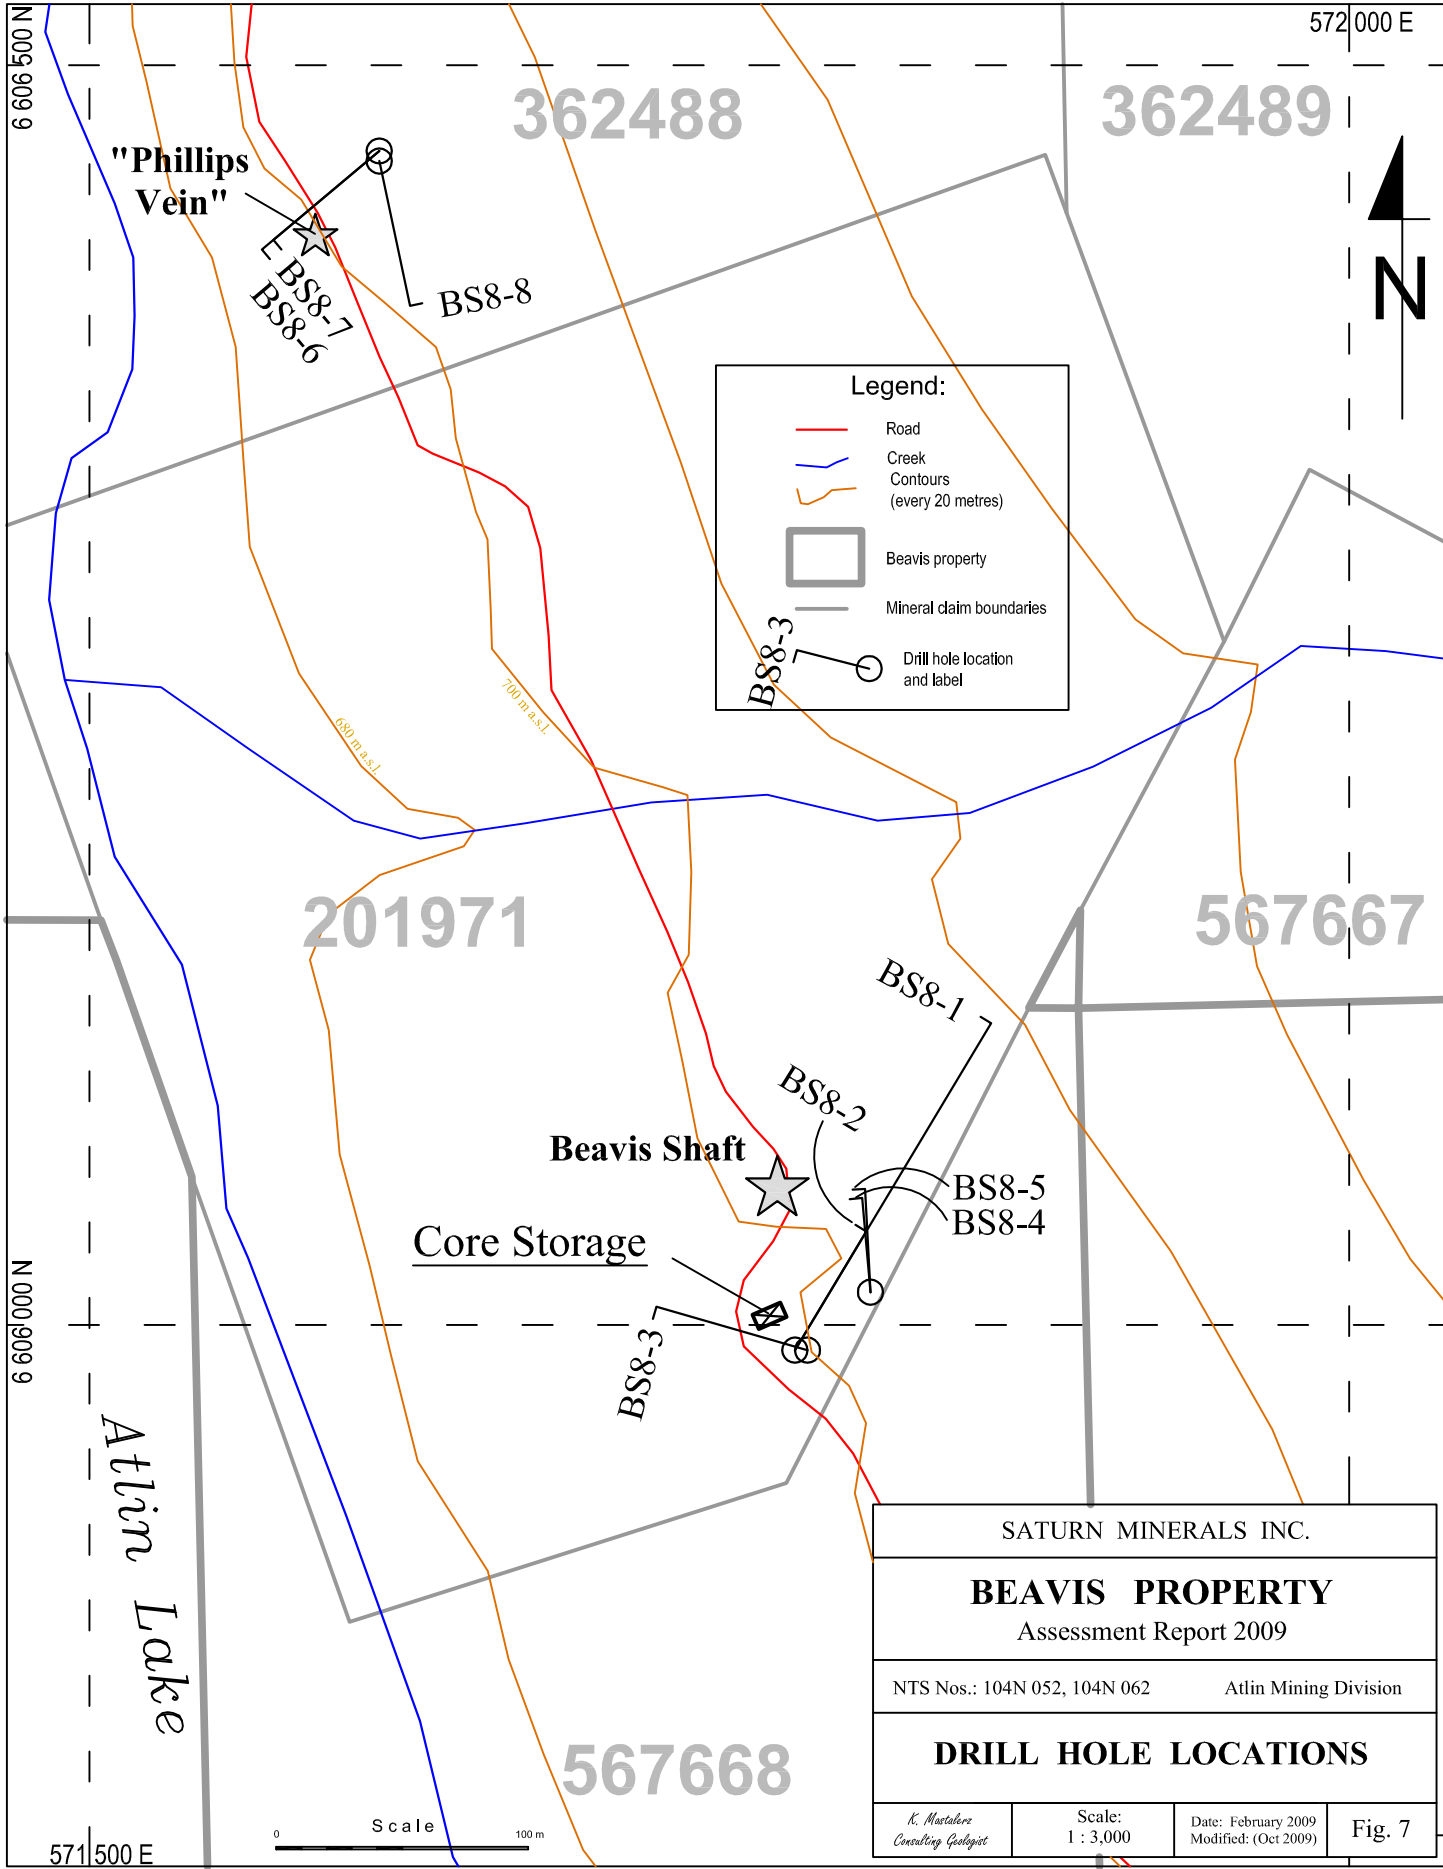 6 606 500 N
572 000 E
362488
362489
"Phillips
Vein"
BS8-7
BS8-6
BS8-8
N
Legend:
Road
Creek
Contours
(every 20 metres)
Beavis property
Mineral claim boundaries
BS8-3
Drill hole location
and label
700 m a.s.l.
680 m a.s.l.
201971
567667
BS8-1
BS8-2
Beavis Shaft
BS8-5
BS8-4
Core Storage
6 606 000 N
BS8-3
Atlin Lake
567668
SATURN MINERALS INC.
BEAVIS PROPERTY
Assessment Report 2009
NTS Nos.: 104N 052, 104N 062
Atlin Mining Division
DRILL HOLE LOCATIONS
K. Mastalerz
Consulting Geologist
Scale:
1 : 3,000
Date: February 2009
Modified: (Oct 2009)
Fig. 7
Scale
0
100 m
571 500 E